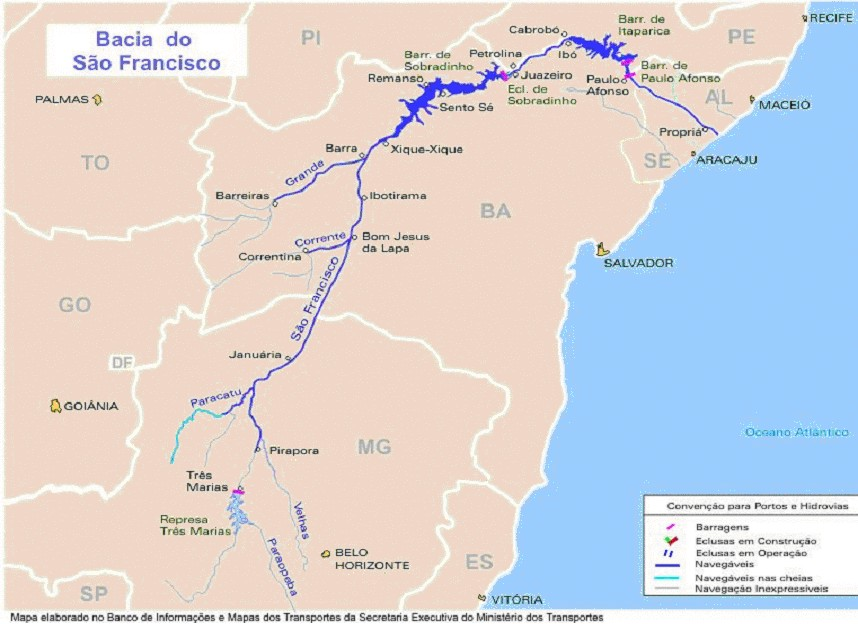 Bacia do
São Francisco
PI
Cabrobó
Barr. de
Itaparica
RECIFE
PE
Petrolina
Ibó
Barr. de
Sobradinho
Remanso
Juazeiro
Paulo
Afonso
Barr. de
Paulo Afonso
Ecl. de
Sobradinho
Sento Sé
PALMAS
AL
MACEIO
Propriá
Xique-Xique
Barra
TO
SE
ARACAJU
Grande
Barreiras
Ibotirama
BA
Corrente
Correntina
Bom Jesus
da Lapa
SALVADOR
São Francisco
GO
Januária
DF
Paracatu
GOIÂNIA
Oceano Atlântico
Pirapora
MG
Três
Marias
Represa
Três Marias
Velhas
Paraopeba
BELO
HORIZONTE
ES
SP
VITÓRIA
Convenção para Portos e Hidrovias
Barragens
Eclusas em Construção
Eclusas em Operação
Navegáveis
Navegáveis nas cheias
Navegação Inexpressíveis
Mapa elaborado no Banco de Informações e Mapas dos Transportes da Secretaria Executiva do Ministério dos Transportes